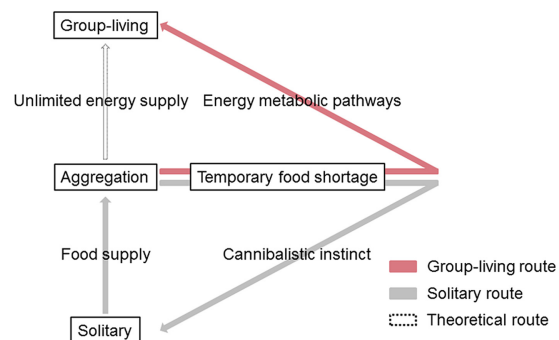 Group-living
Unlimited energy supply
Energy metabolic pathways
Aggregation
Temporary food shortage
Food supply
Cannibalistic instinct
Solitary
Group-living route
Solitary route
Theoretical route